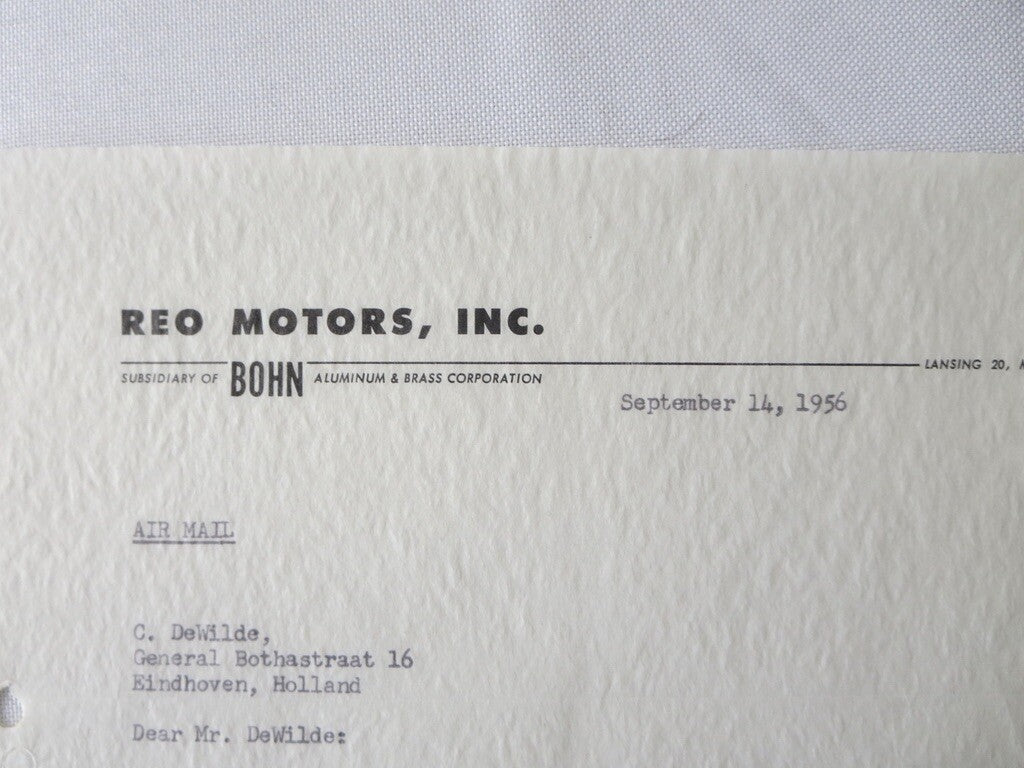 REO MOTORS, INC.
LANSING 20,
SUBSIDIARY OF BOHN ALUMINUM & BRASS CORPORATION
September 14, 1956
AIR MAIL
C. DeWilde,
General Bothastraat 16
Eindhoven, Holland
Dear Mr. DeWilde: